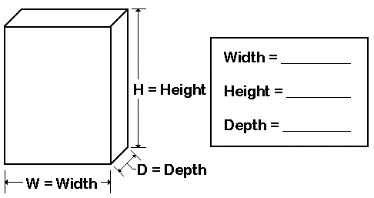 H = Height
D = Depth
W = Width
Width = ________
Height = ________
Depth = ________